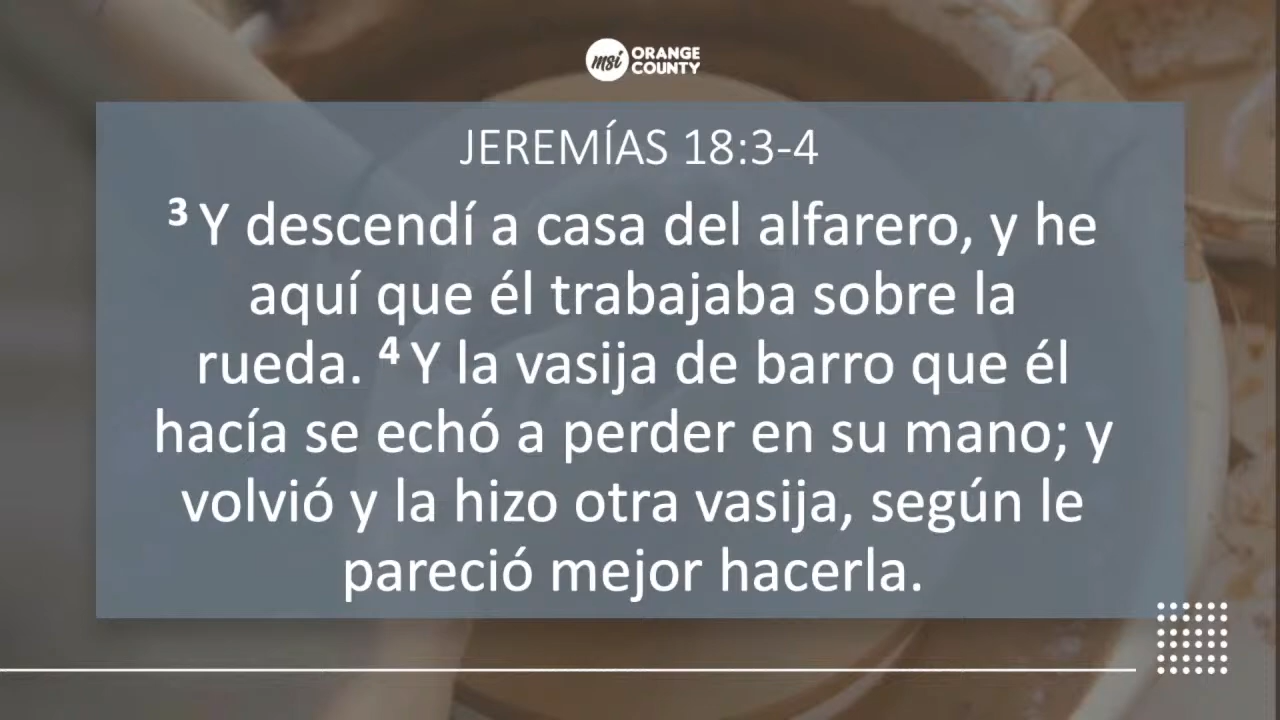 msi ORANGE
COUNTY
JEREMÍAS 18:3-4
³ Y descendí a casa del alfarero, y he
aquí que él trabajaba sobre la
rueda. ⁴ Y la vasija de barro que él
hacía se echó a perder en su mano; y
volvió y la hizo otra vasija, según le
pareció mejor hacerla.